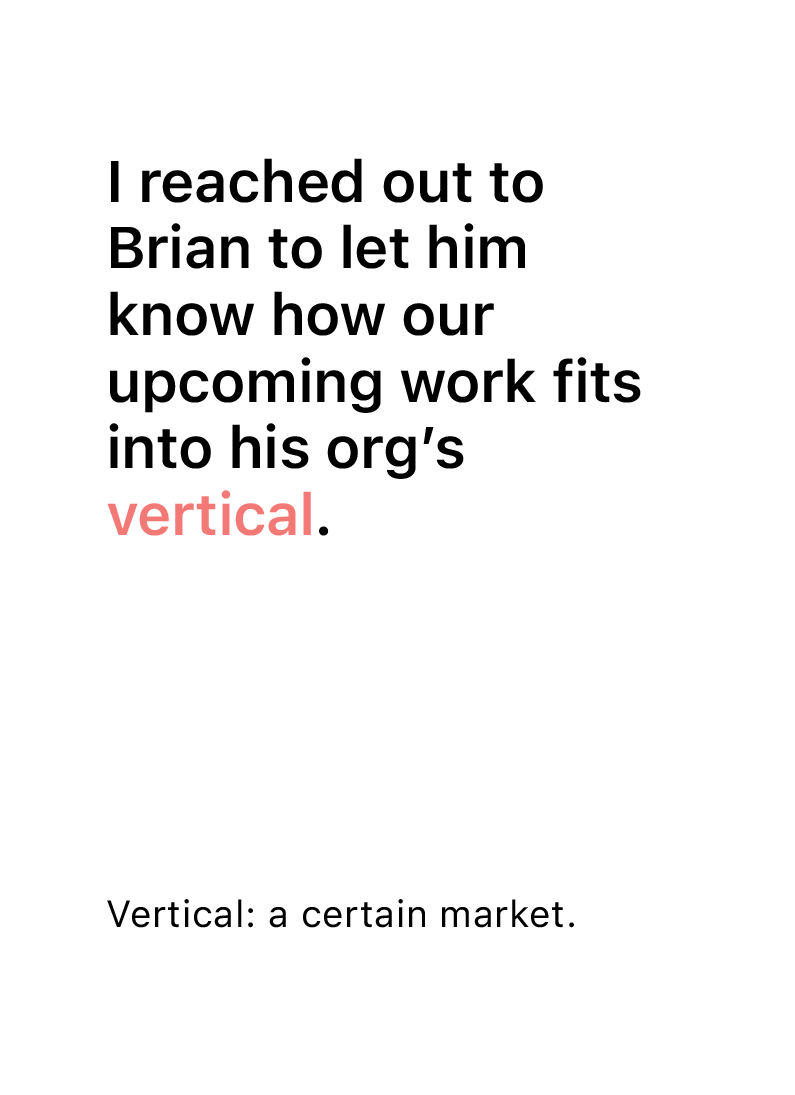 I reached out to
Brian to let him
know how our
upcoming work fits
into his org’s
vertical.
Vertical: a certain market.